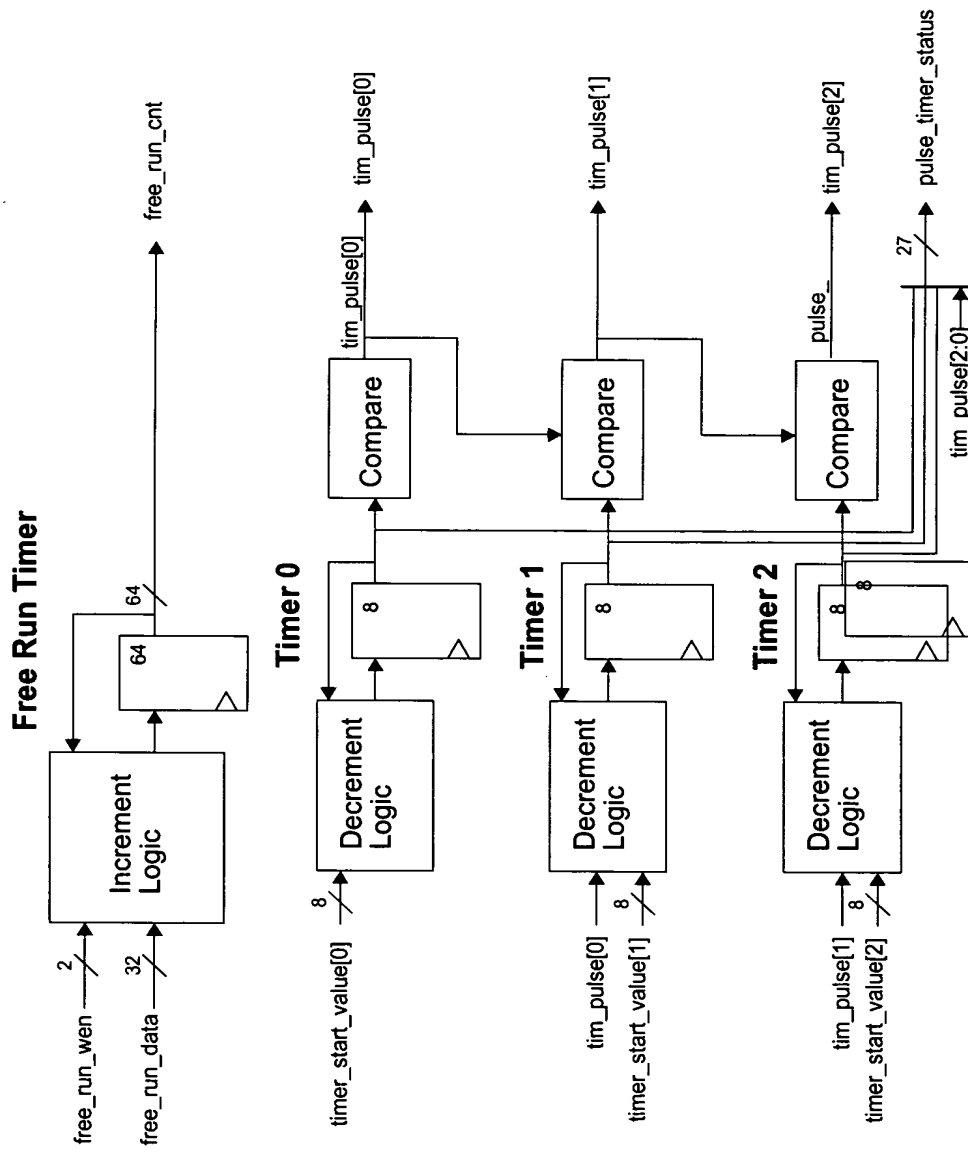 Free Run Timer
free_run_wen
2
free_run_data
32
Increment
Logic
64
64
free_run_cnt
Timer 0
timer_start_value[0]
8
Decrement
Logic
8
Compare
tim_pulse[0]
tim_pulse[0]
Timer 1
tim_pulse[0]
timer_start_value[1]
8
Decrement
Logic
8
Compare
tim_pulse[1]
Timer 2
tim_pulse[1]
timer_start_value[2]
8
Decrement
Logic
8
8
Compare
pulse_
tim_pulse[2]
27
pulse_timer_status
tim_pulse[2:0]